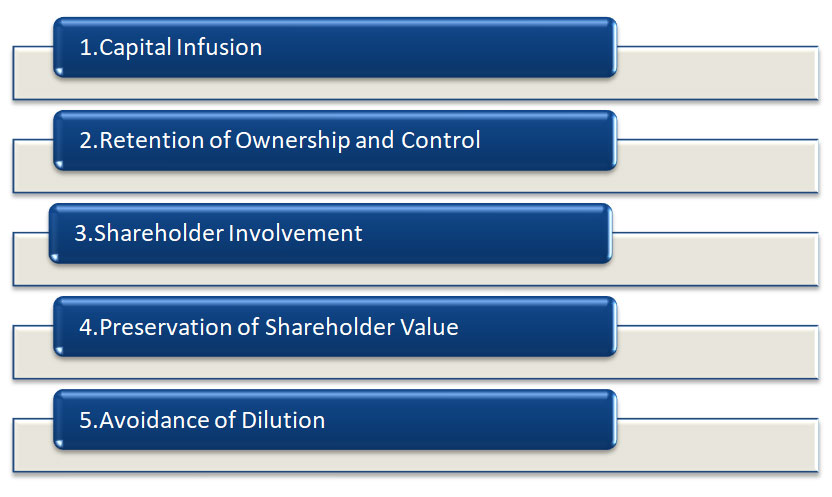 1.Capital Infusion
2.Retention of Ownership and Control
3.Shareholder Involvement
4.Preservation of Shareholder Value
5.Avoidance of Dilution